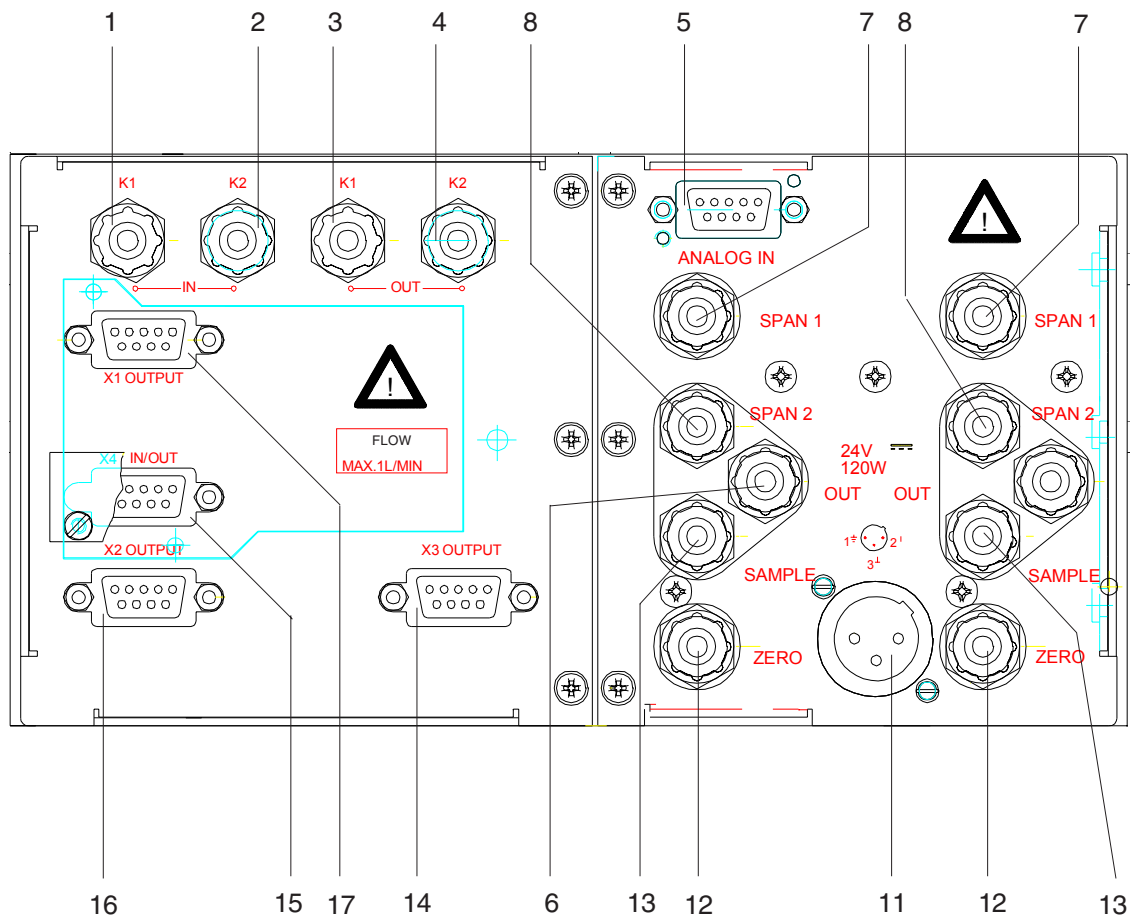 1 2 3 4 8 5 7 8 7
K1 K2 K1 K2
IN OUT
ANALOG IN
SPAN 1 SPAN 1
X1 OUTPUT
!
!
FLOW
MAX.1L/MIN
SPAN 2 SPAN 2
X4 IN/OUT
24V
120W
OUT OUT
X2 OUTPUT X3 OUTPUT
1 2
3
SAMPLE SAMPLE
ZERO ZERO
16 15 17 14 6 13 12 11 12 13